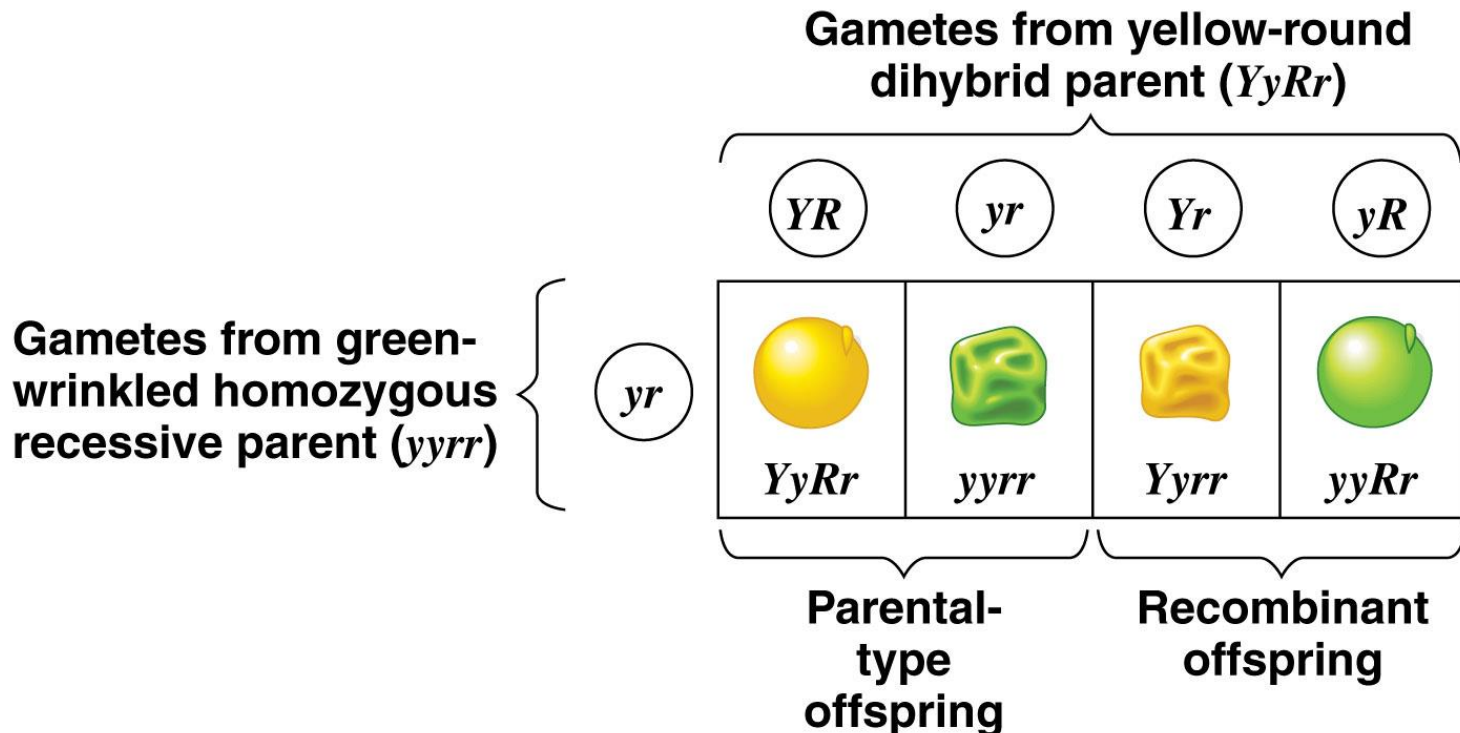 Gametes from yellow-round
dihybrid parent (YyRr)
YR yr Yr yR
Gametes from green-
wrinkled homozygous
recessive parent (yyrr)
yr
YyRr yyrr Yyrr yyRr
Parental-
type
offspring
Recombinant
offspring